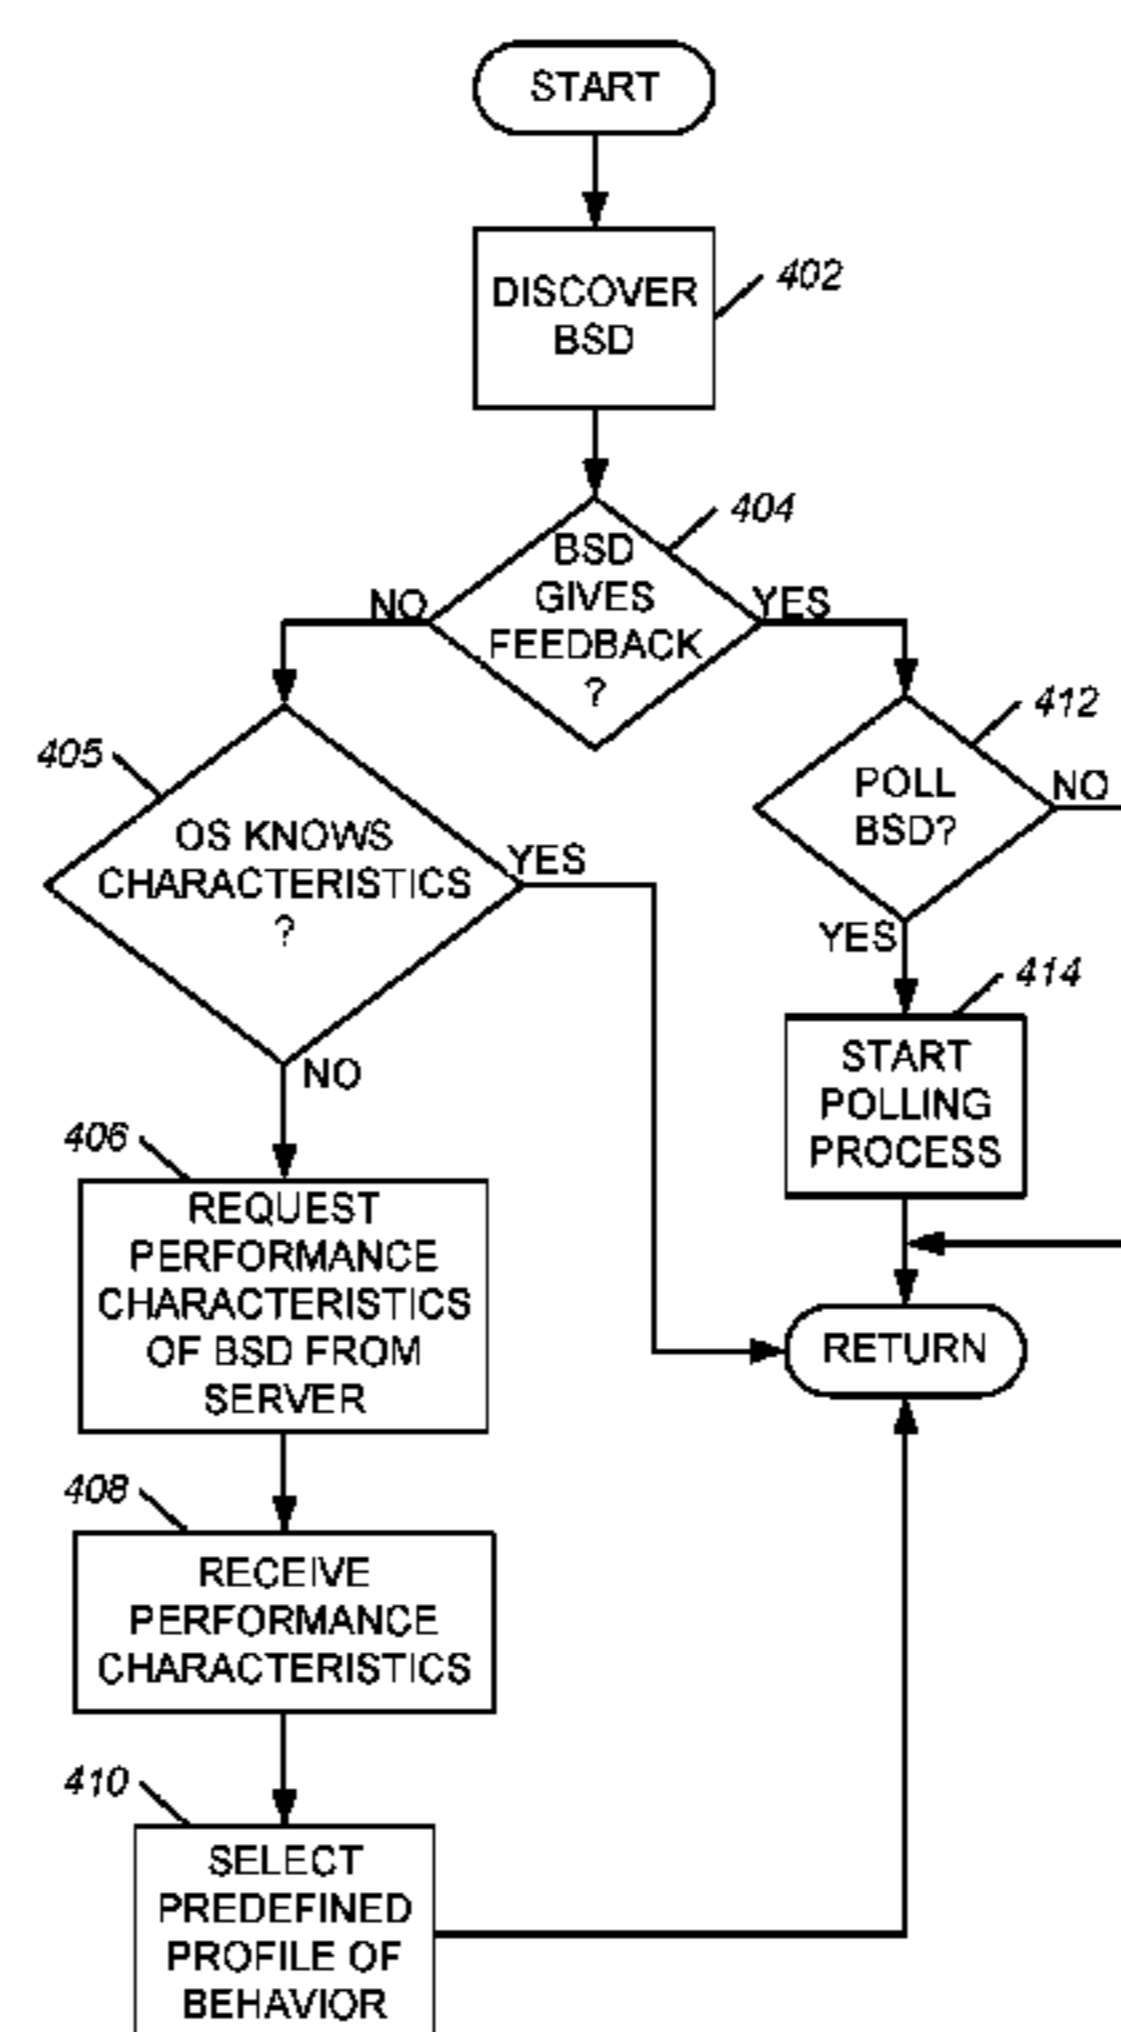 START
DISCOVER
BSD
402
BSD
GIVES
FEEDBACK
?
404
NO
YES
405
OS KNOWS
CHARACTERISTICS
?
YES
NO
412
POLL
BSD?
NO
YES
414
START
POLLING
PROCESS
406
REQUEST
PERFORMANCE
CHARACTERISTICS
OF BSD FROM
SERVER
RETURN
408
RECEIVE
PERFORMANCE
CHARACTERISTICS
410
SELECT
PREDEFINED
PROFILE OF
BEHAVIOR